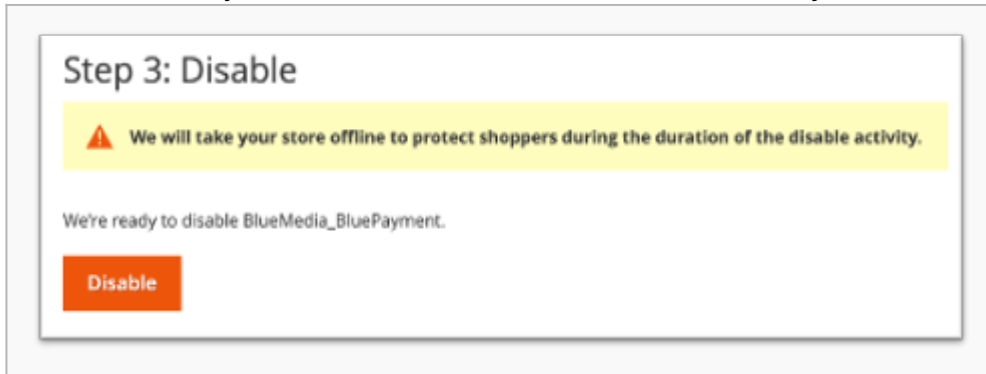 Step 3: Disable
We will take your store offline to protect shoppers during the duration of the disable activity.
We're ready to disable BlueMedia_BluePayment.
Disable